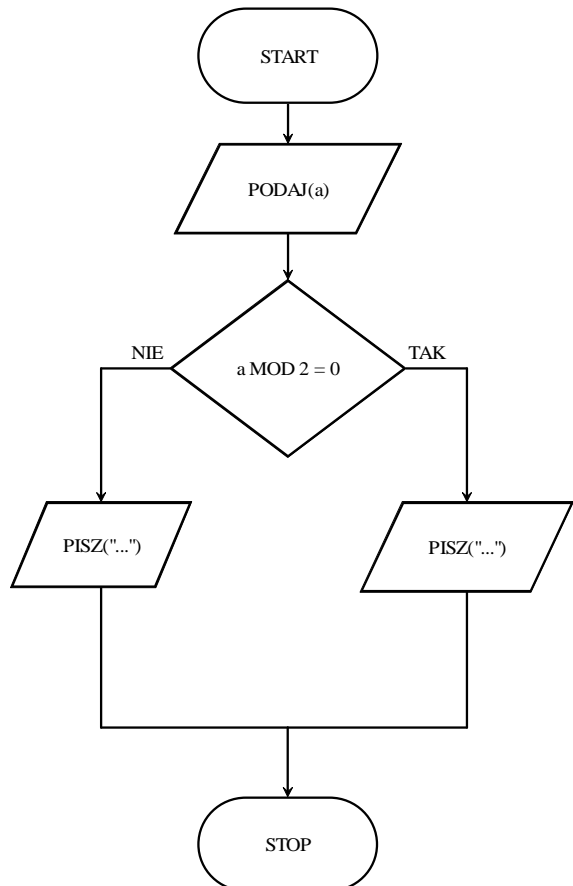 START
PODAJ(a)
NIE
a MOD 2 = 0
TAK
PISZ("...")
PISZ("...")
STOP